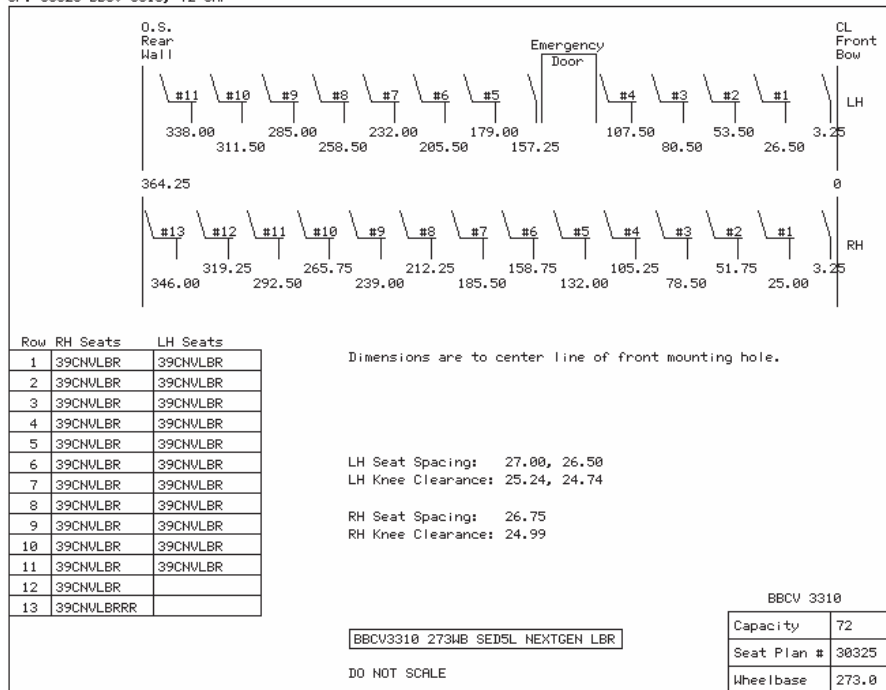 O.S.
Rear
Wall
CL
Front
Bow
Emergency
Door
#11 #10 #9 #8 #7 #6 #5 #4 #3 #2 #1 LH
338.00 285.00 232.00 179.00 107.50 53.50 3.25
311.50 258.50 205.50 157.25 80.50 26.50
364.25 0
#13 #12 #11 #10 #9 #8 #7 #6 #5 #4 #3 #2 #1 RH
319.25 265.75 212.25 158.75 105.25 51.75 3.25
346.00 292.50 239.00 185.50 132.00 78.50 25.00
Row RH Seats LH Seats
1 39CNVLBR 39CNVLBR
2 39CNVLBR 39CNVLBR
3 39CNVLBR 39CNVLBR
4 39CNVLBR 39CNVLBR
5 39CNVLBR 39CNVLBR
6 39CNVLBR 39CNVLBR
7 39CNVLBR 39CNVLBR
8 39CNVLBR 39CNVLBR
9 39CNVLBR 39CNVLBR
10 39CNVLBR 39CNVLBR
11 39CNVLBR 39CNVLBR
12 39CNVLBR
13 39CNVLBRRR
Dimensions are to center line of front mounting hole.
LH Seat Spacing: 27.00, 26.50
LH Knee Clearance: 25.24, 24.74
RH Seat Spacing: 26.75
RH Knee Clearance: 24.99
BBCV3310 273WB SED5L NEXTGEN LBR
DO NOT SCALE
BBCV 3310
Capacity 72
Seat Plan # 30325
Wheelbase 273.0